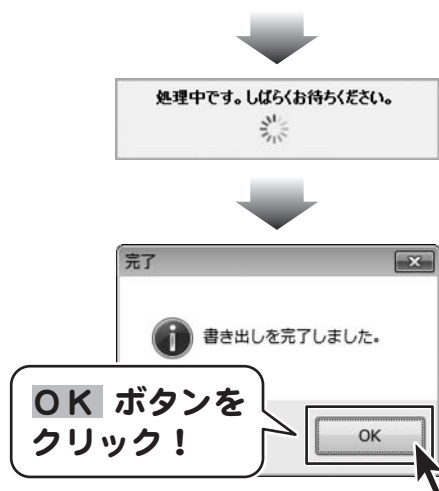 処理中です。しばらくお待ちください。
完了
書き出しを完了しました。
ＯＫ ボタンを
クリック！
OK